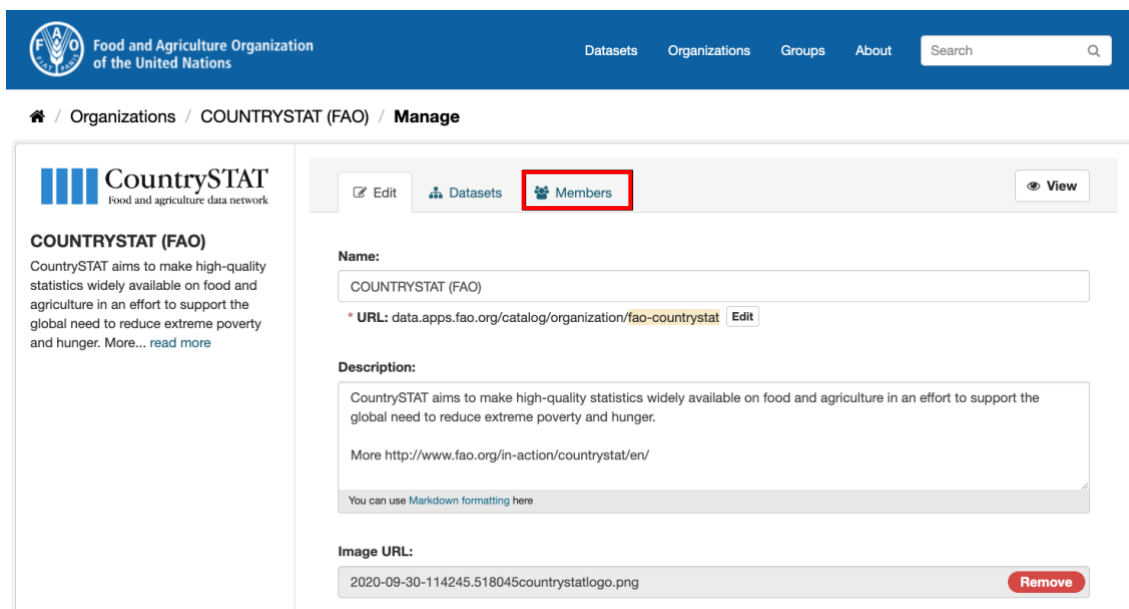 FAO
FIAT PANIS
Food and Agriculture Organization
of the United Nations
Datasets Organizations Groups About Search
/ Organizations / COUNTRYSTAT (FAO) / Manage
CountrySTAT
Food and agriculture data network
COUNTRYSTAT (FAO)
CountrySTAT aims to make high-quality
statistics widely available on food and
agriculture in an effort to support the
global need to reduce extreme poverty
and hunger. More... read more
Edit Datasets Members View
Name:
COUNTRYSTAT (FAO)
* URL: data.apps.fao.org/catalog/organization/fao-countrystat Edit
Description:
CountrySTAT aims to make high-quality statistics widely available on food and agriculture in an effort to support the
global need to reduce extreme poverty and hunger.
More http://www.fao.org/in-action/countrystat/en/
You can use Markdown formatting here
Image URL:
2020-09-30-114245.518045countrystatlogo.png Remove